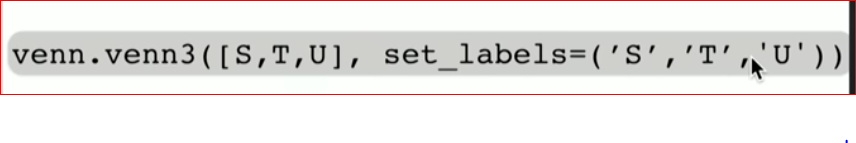 venn.venn3([S,T,U], set_labels=(’S’,’T’,'U'))